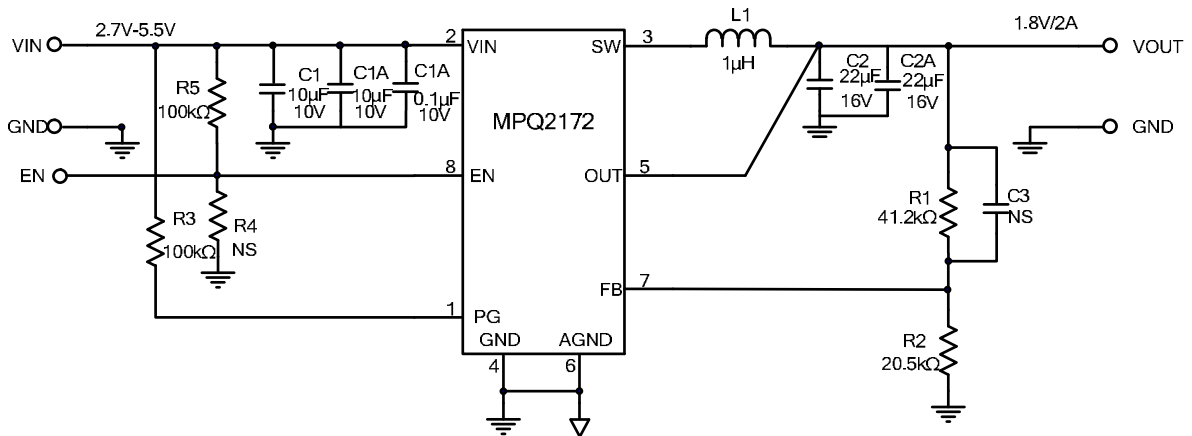 L1
2.7V-5.5V
1.8V/2A
VIN
2
VIN
SW
3
1µH
VOUT
R5
100kΩ
C1
10µF
10V
C1A
10µF
10V
C1A
0.1µF
10V
C2
22µF
16V
C2A
22µF
16V
MPQ2172
GND
GND
EN
8
EN
OUT
5
R3
100kΩ
R4
NS
R1
41.2kΩ
C3
NS
FB
7
1
PG
GND
AGND
4
6
R2
20.5kΩ